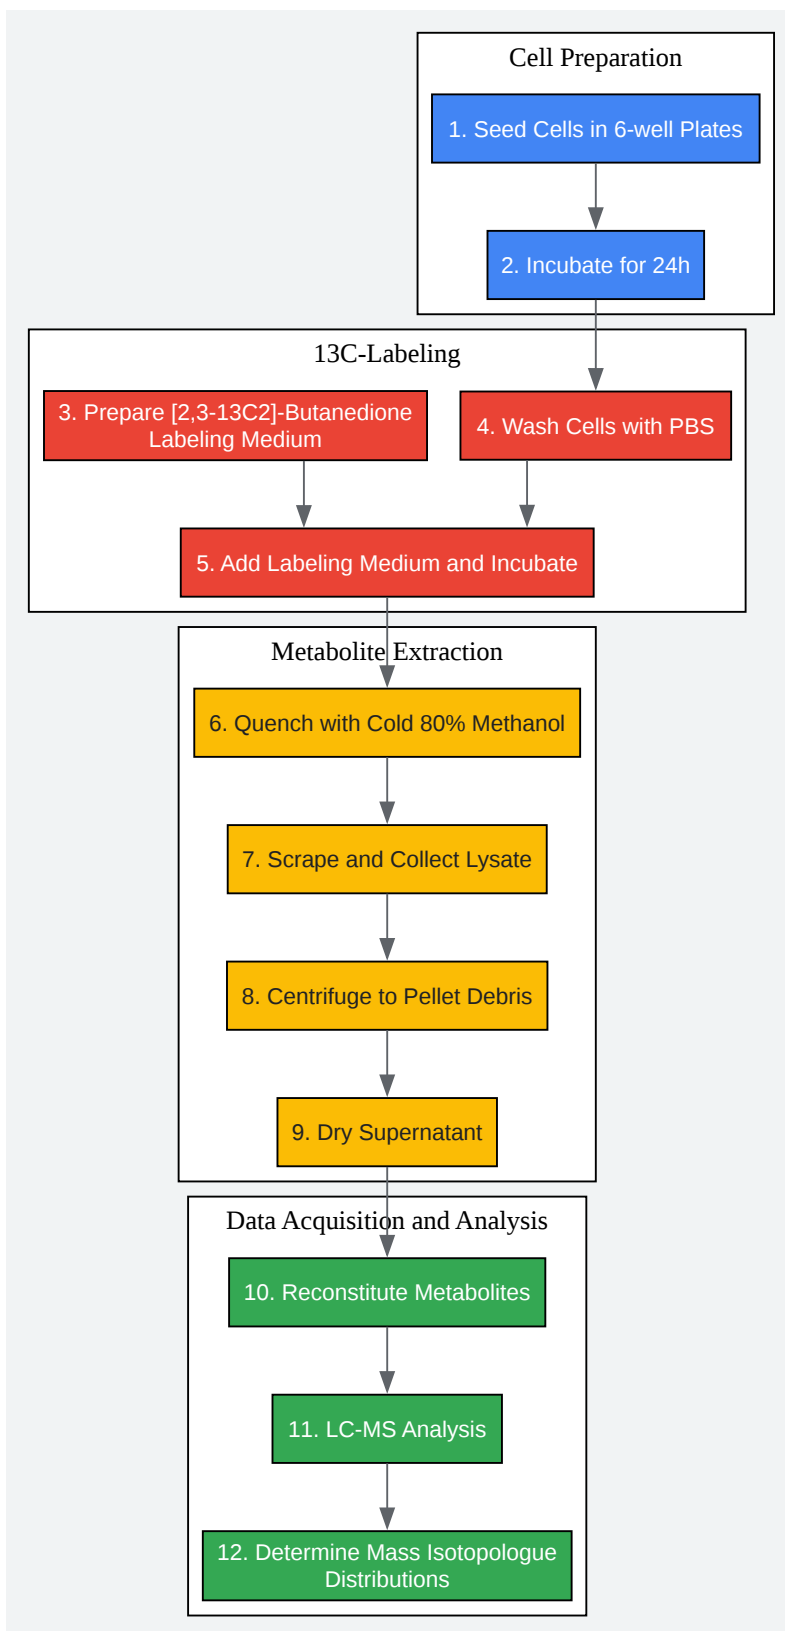 Cell Preparation
1. Seed Cells in 6-well Plates
2. Incubate for 24h
13C-Labeling
3. Prepare [2,3-13C2]-Butanedione
Labeling Medium
4. Wash Cells with PBS
5. Add Labeling Medium and Incubate
Metabolite Extraction
6. Quench with Cold 80% Methanol
7. Scrape and Collect Lysate
8. Centrifuge to Pellet Debris
9. Dry Supernatant
Data Acquisition and Analysis
10. Reconstitute Metabolites
11. LC-MS Analysis
12. Determine Mass Isotopologue
Distributions